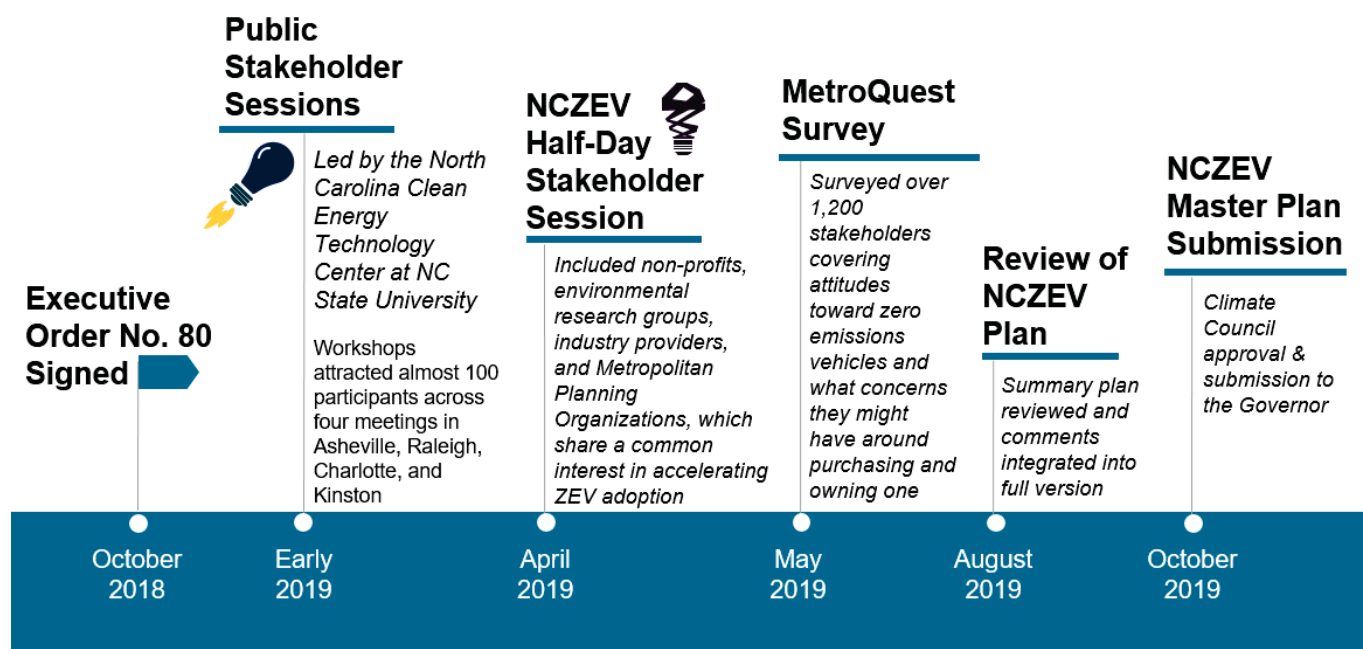 Executive
Order No. 80
Signed
Public
Stakeholder
Sessions
Led by the North
Carolina Clean
Energy
Technology
Center at NC
State University
Workshops
attracted almost 100
participants across
four meetings in
Asheville, Raleigh,
Charlotte, and
Kinston
NCZEV
Half-Day
Stakeholder
Session
Included non-profits,
environmental
research groups,
industry providers,
and Metropolitan
Planning
Organizations, which
share a common
interest in accelerating
ZEV adoption
MetroQuest
Survey
Surveyed over
1,200
stakeholders
covering
attitudes
toward zero
emissions
vehicles and
what concerns
they might
have around
purchasing and
owning one
Review of
NCZEV
Plan
Summary plan
reviewed and
comments
integrated into
full version
NCZEV
Master Plan
Submission
Climate
Council
approval &
submission to
the Governor
October
2018
Early
2019
April
2019
May
2019
August
2019
October
2019